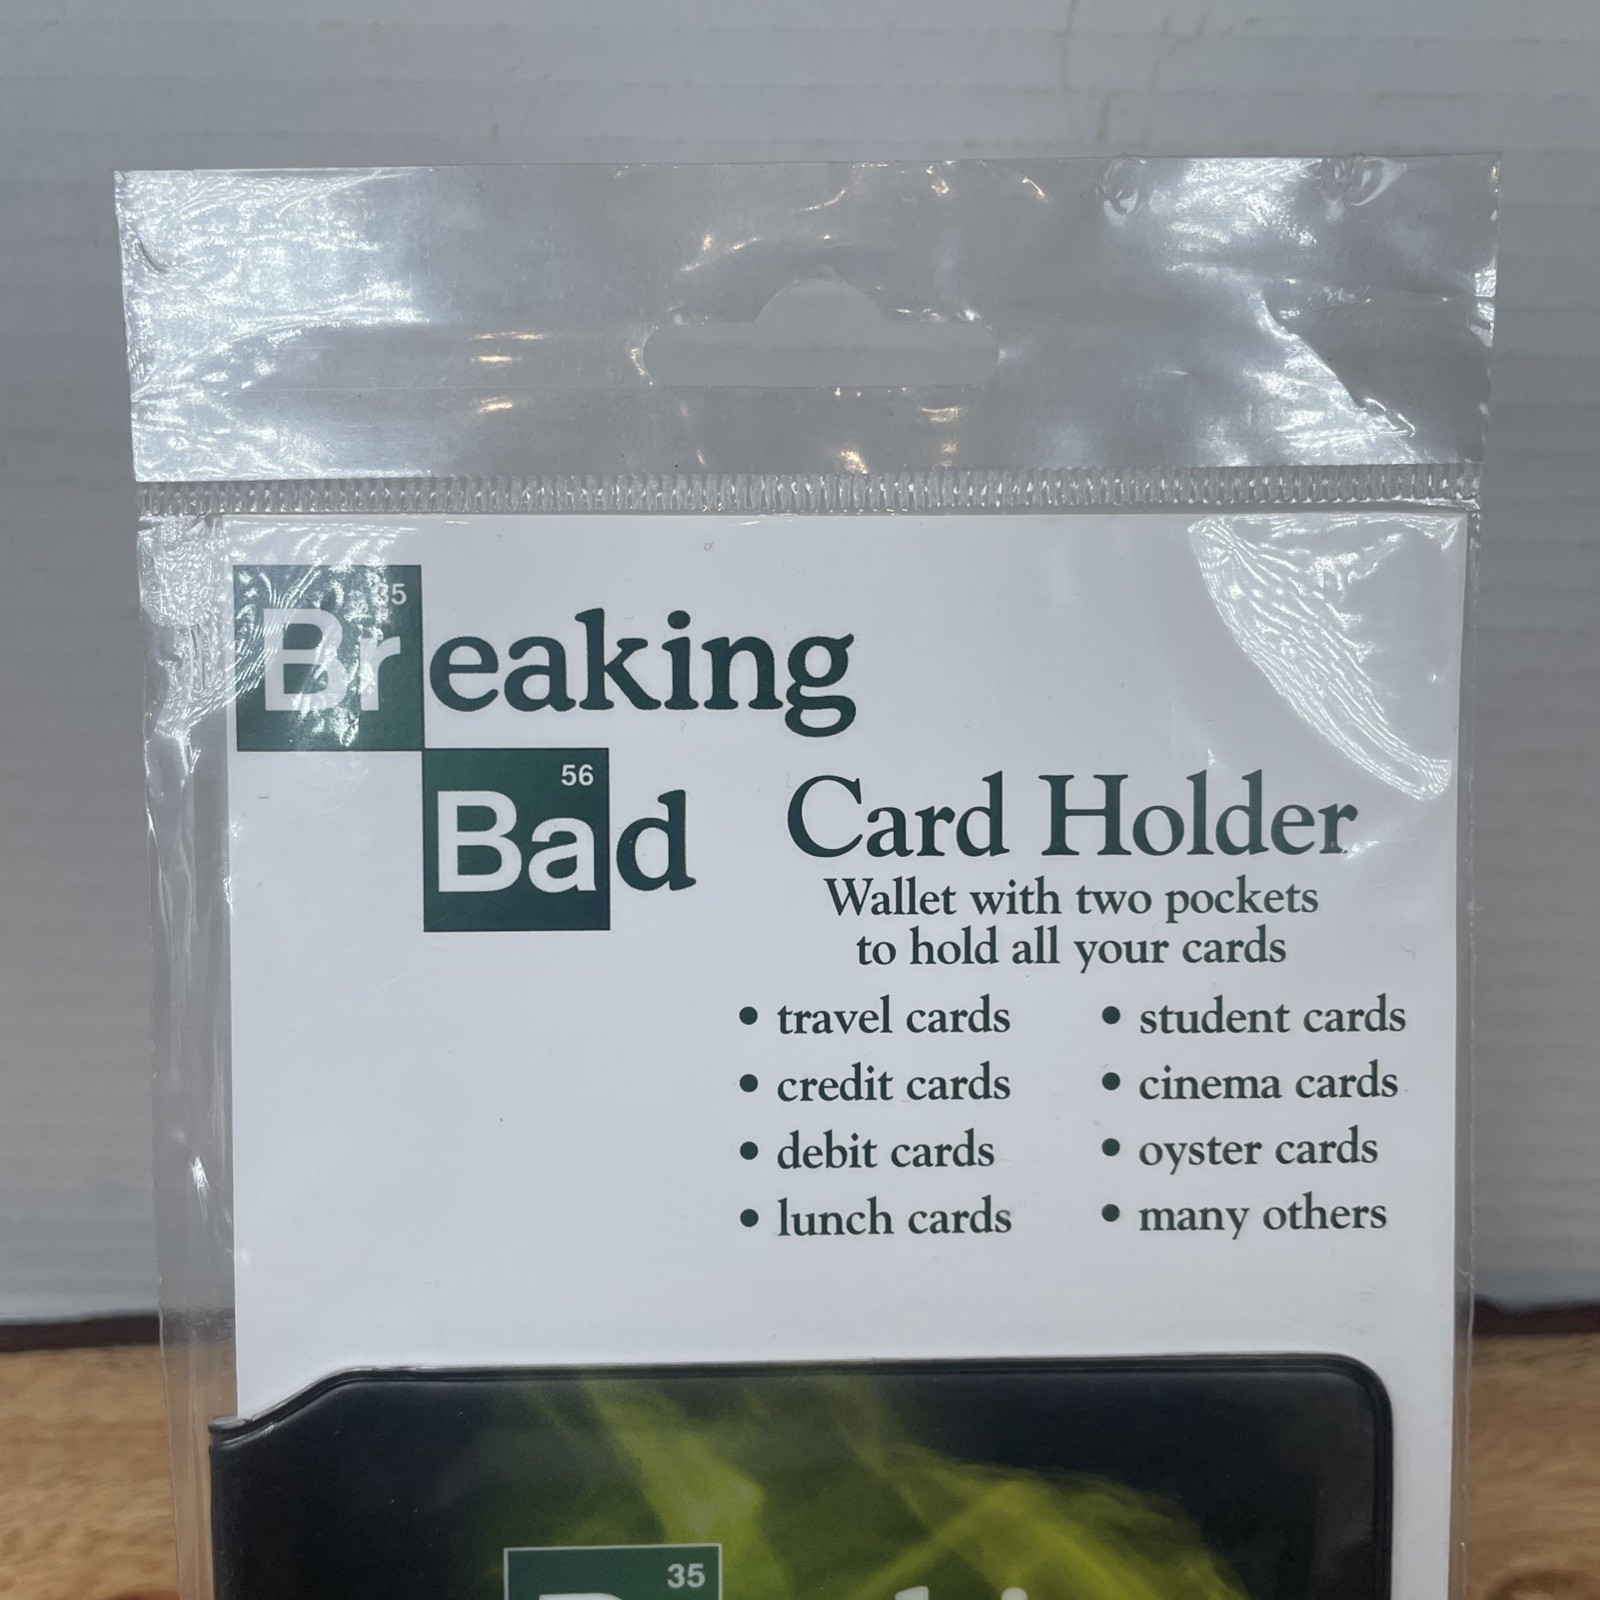 35
Breaking
56
Bad
Card Holder
Wallet with two pockets
to hold all your cards
• travel cards
• credit cards
• debit cards
• lunch cards
• student cards
• cinema cards
• oyster cards
• many others
35